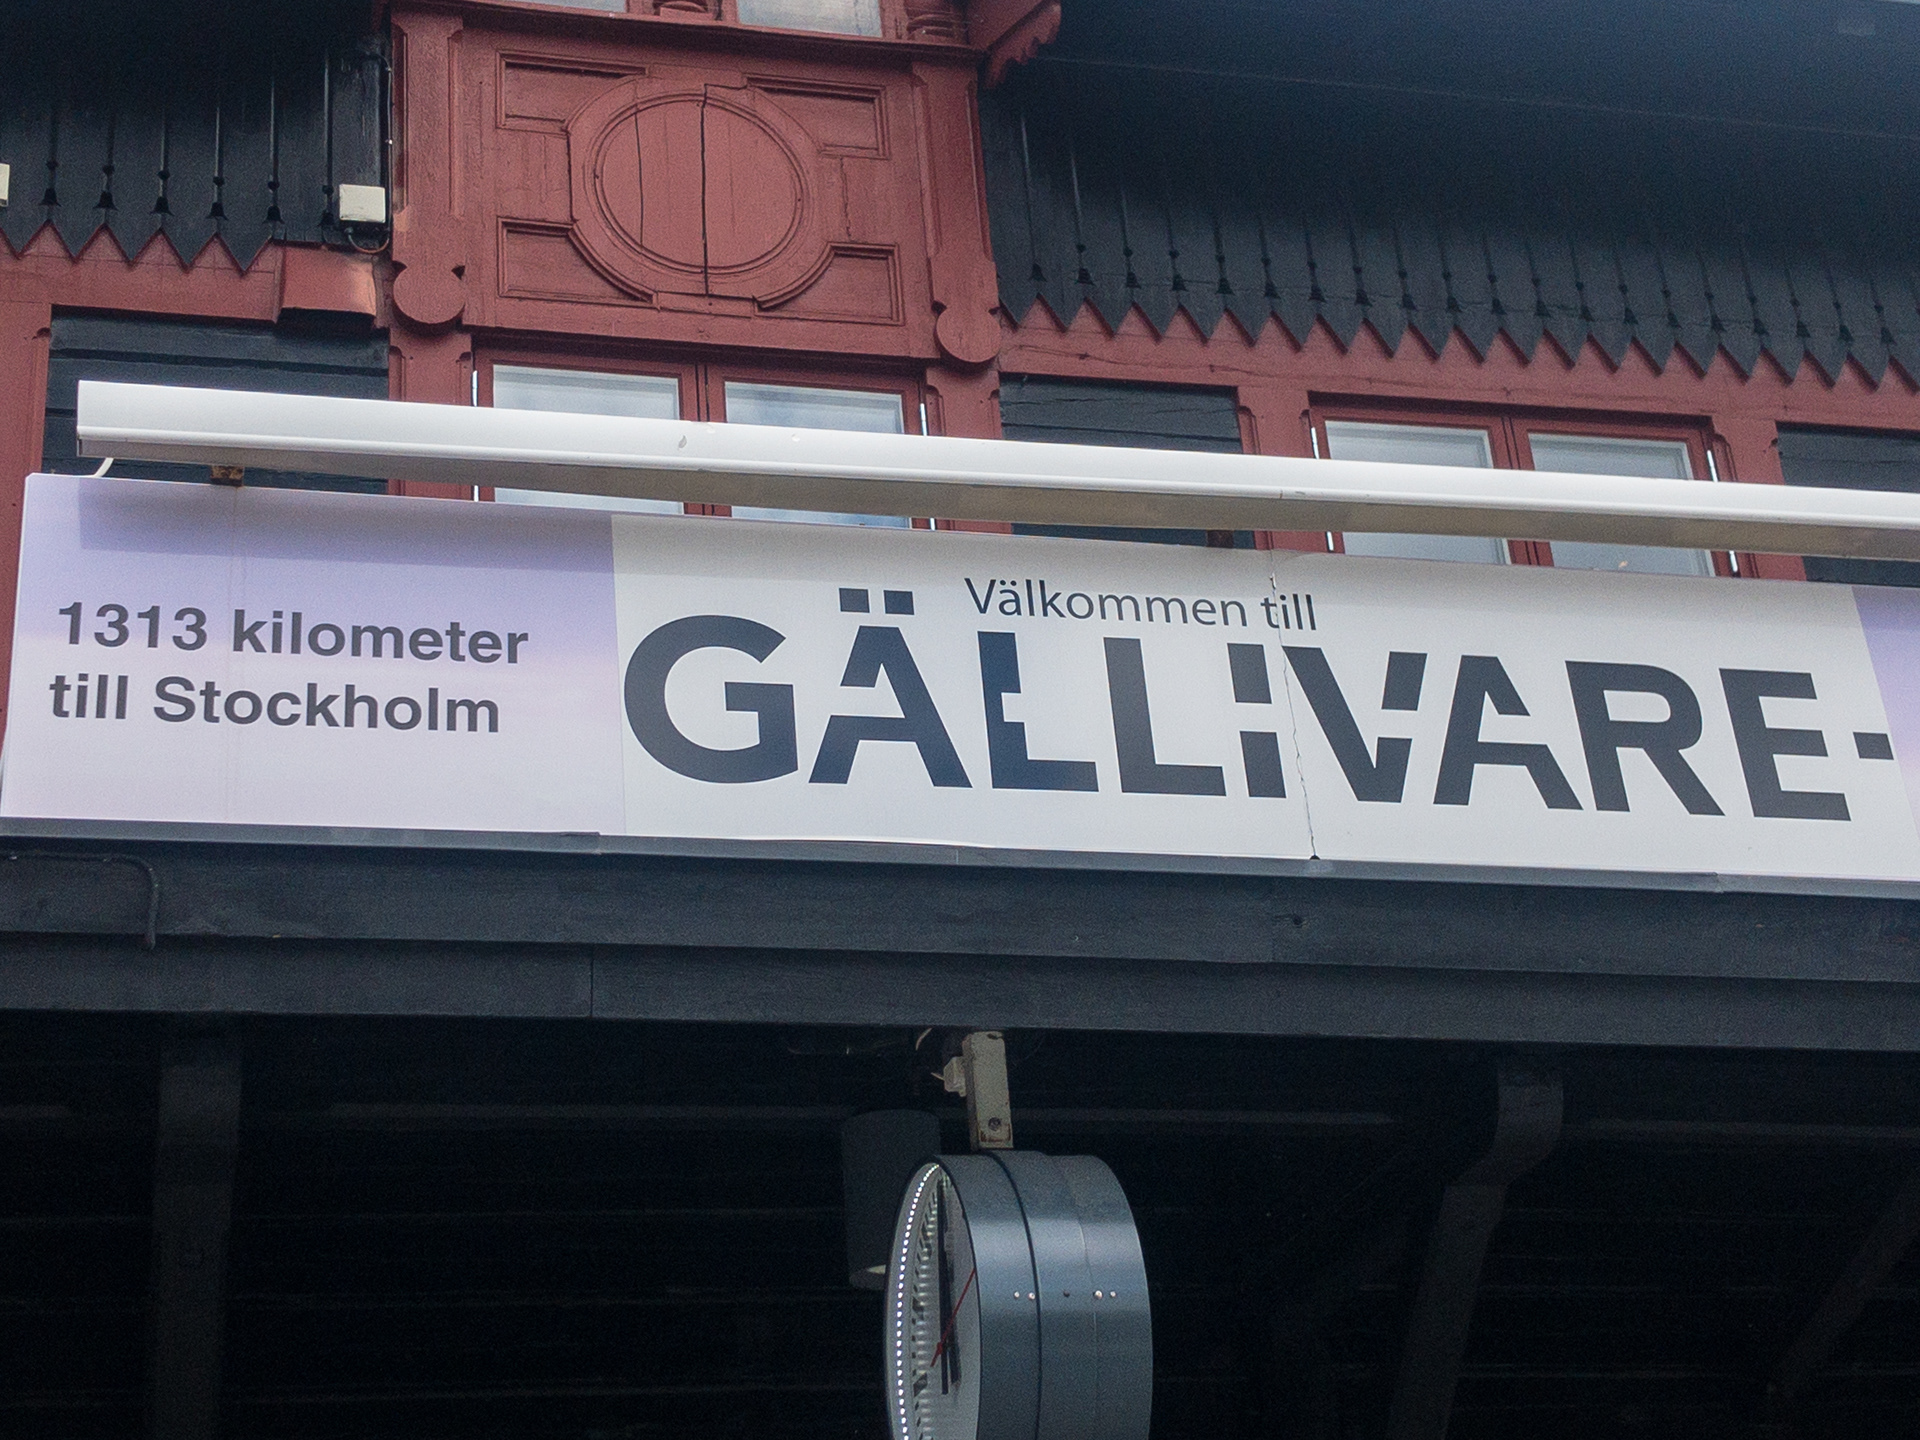 1313 kilometer
till Stockholm
Välkommen till
GÄLLIVARE-